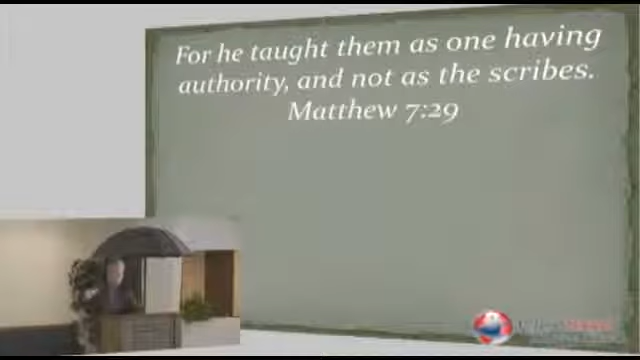 For he taught them as one having
authority, and not as the scribes.
Matthew 7:29